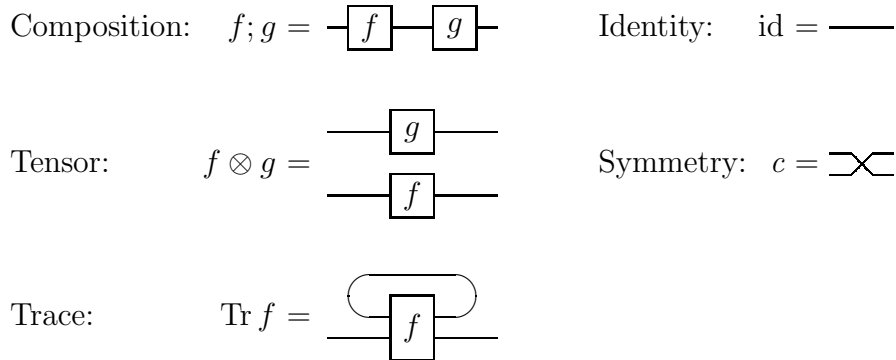 Composition: f; g = f g Identity: id =
Tensor: f ⊗ g = g f Symmetry: c =
Trace: Tr f = f